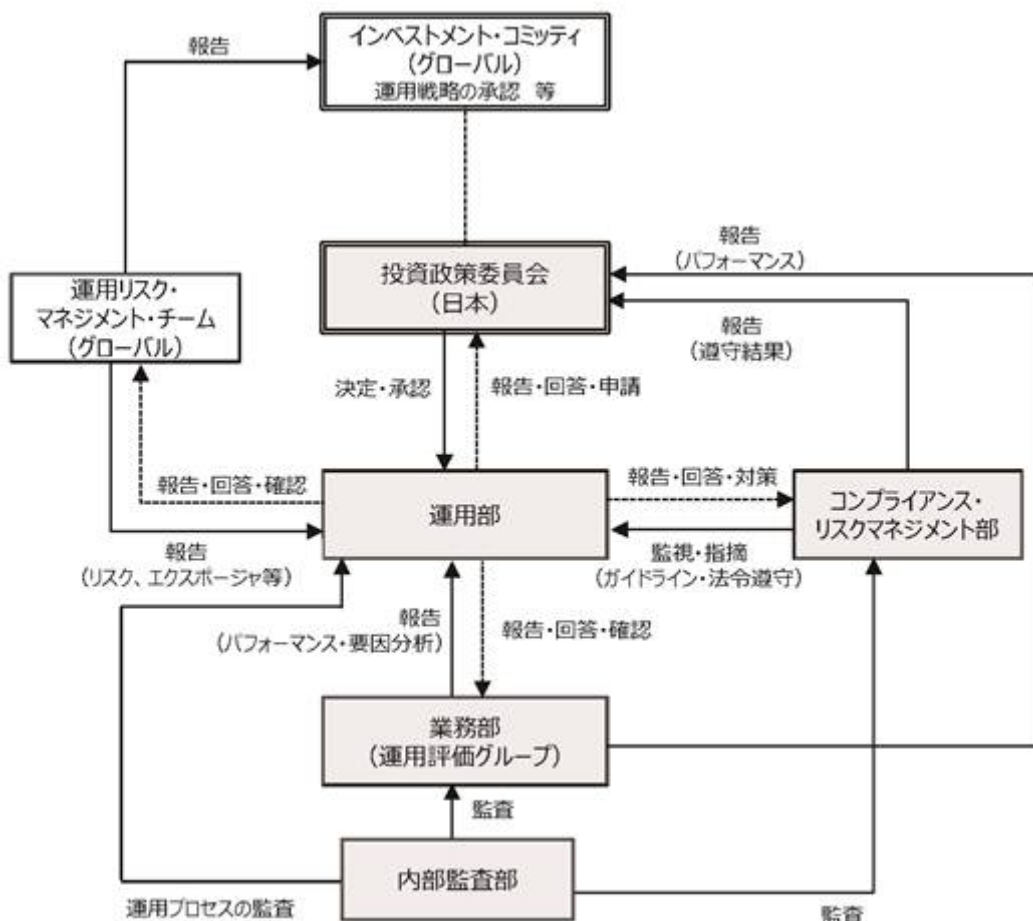 インベストメント・コミッティ
(グローバル)
運用戦略の承認 等
報告
投資政策委員会
(日本)
報告
(パフォーマンス)
運用リスク・
マネジメント・チーム
(グローバル)
報告
(遵守結果)
決定・承認
報告・回答・申請
報告・回答・確認
運用部
報告・回答・対策
コンプライアンス・
リスクマネジメント部
報告
(リスク、エクスポージャ等)
監視・指摘
(ガイドライン・法令遵守)
報告
(パフォーマンス・要因分析)
報告・回答・確認
業務部
(運用評価グループ)
監査
内部監査部
運用プロセスの監査
監査